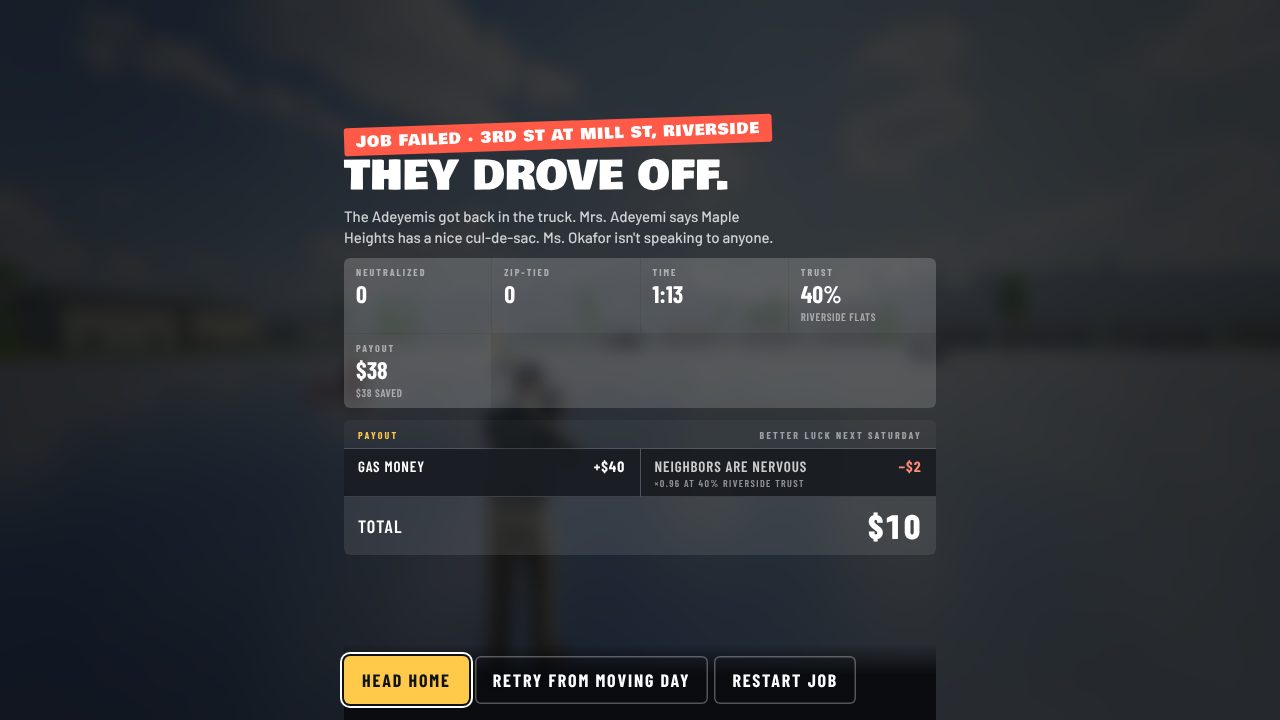 JOB FAILED · 3RD ST AT MILL ST, RIVERSIDE
THEY DROVE OFF.
The Adeyemis got back in the truck. Mrs. Adeyemi says Maple
Heights has a nice cul-de-sac. Ms. Okafor isn't speaking to anyone.
NEUTRALIZED
0
ZIP-TIED
0
TIME
1:13
TRUST
40%
RIVERSIDE FLATS
PAYOUT
$38
$38 SAVED
PAYOUT
BETTER LUCK NEXT SATURDAY
GAS MONEY
+$40
NEIGHBORS ARE NERVOUS
−$2
×0.96 AT 40% RIVERSIDE TRUST
TOTAL
$10
HEAD HOME
RETRY FROM MOVING DAY
RESTART JOB